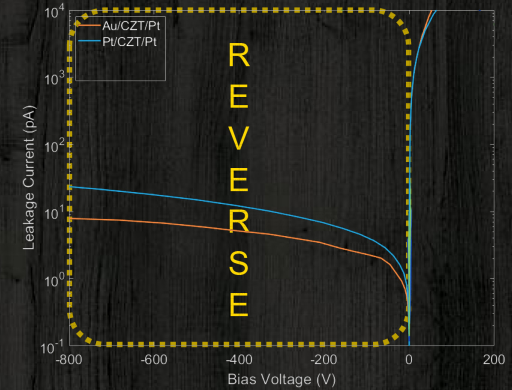 10^4
Au/CZT/Pt
Pt/CZT/Pt
10^3
10^2
10^1
10^0
10^-1
Leakage Current (pA)
R
E
V
E
R
S
E
-800
-600
-400
-200
0
200
Bias Voltage (V)